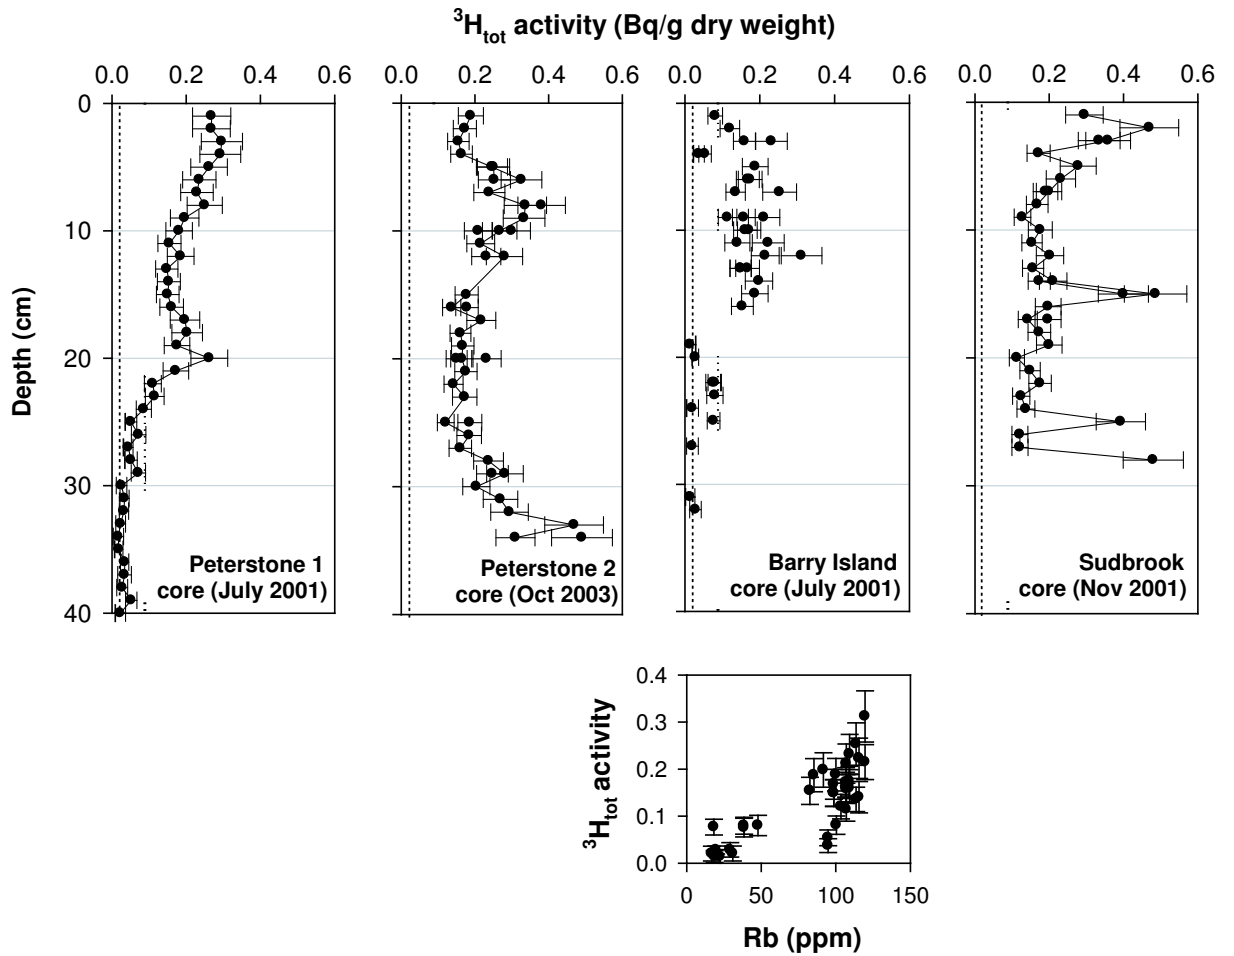 ³H_tot activity (Bq/g dry weight)
0.0 0.2 0.4 0.6 0.0 0.2 0.4 0.6 0.0 0.2 0.4 0.6 0.0 0.2 0.4 0.6
0
10
20
30
40
Depth (cm)
Peterstone 1
core (July 2001)
Peterstone 2
core (Oct 2003)
Barry Island
core (July 2001)
Sudbrook
core (Nov 2001)
0.4
0.3
0.2
0.1
0.0
³H_tot activity
0 50 100 150
Rb (ppm)